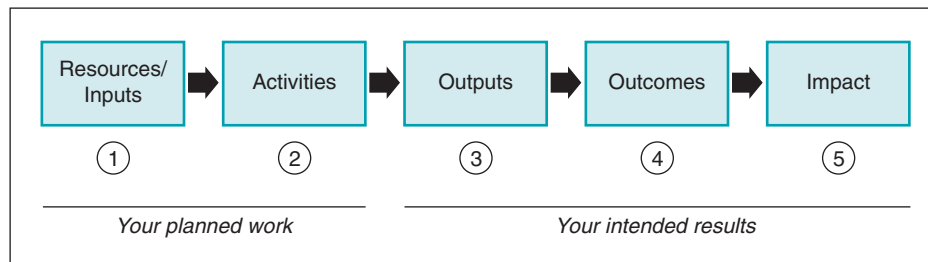 Resources/
Inputs
Activities
Outputs
Outcomes
Impact
1
2
3
4
5
Your planned work
Your intended results